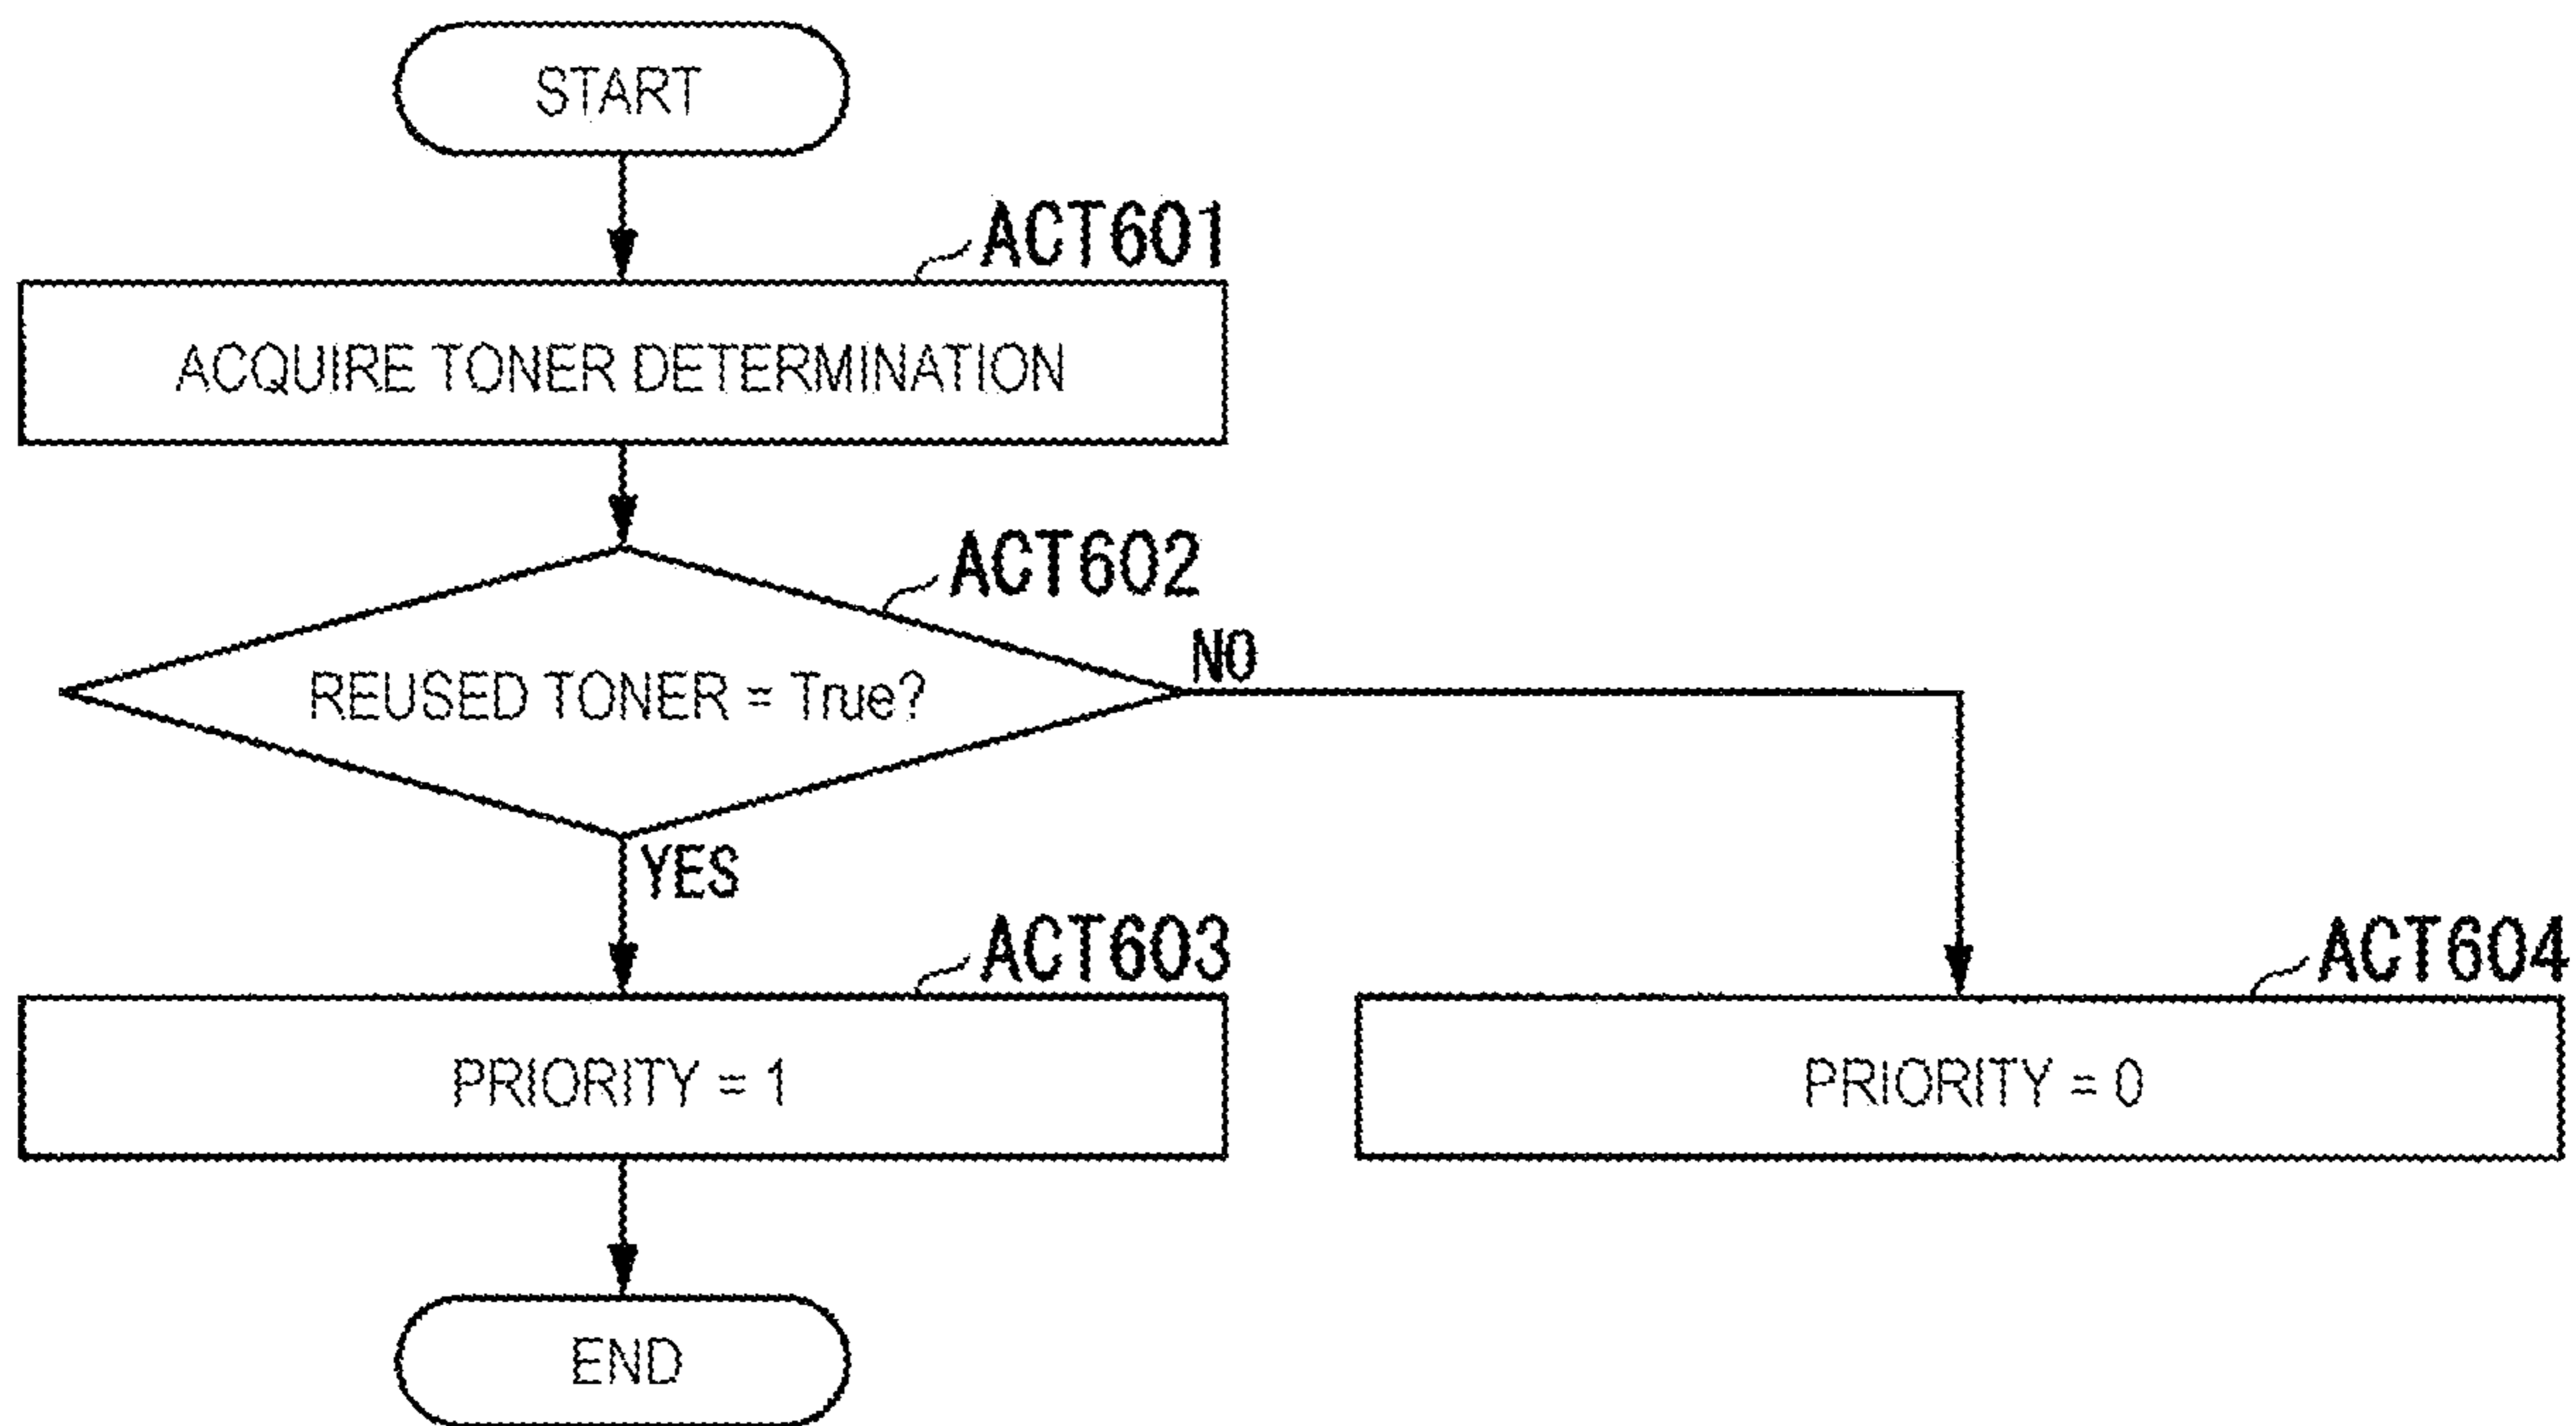 START
ACT601
ACQUIRE TONER DETERMINATION
ACT602
REUSED TONER = True?
NO
YES
ACT603
PRIORITY = 1
ACT604
PRIORITY = 0
END